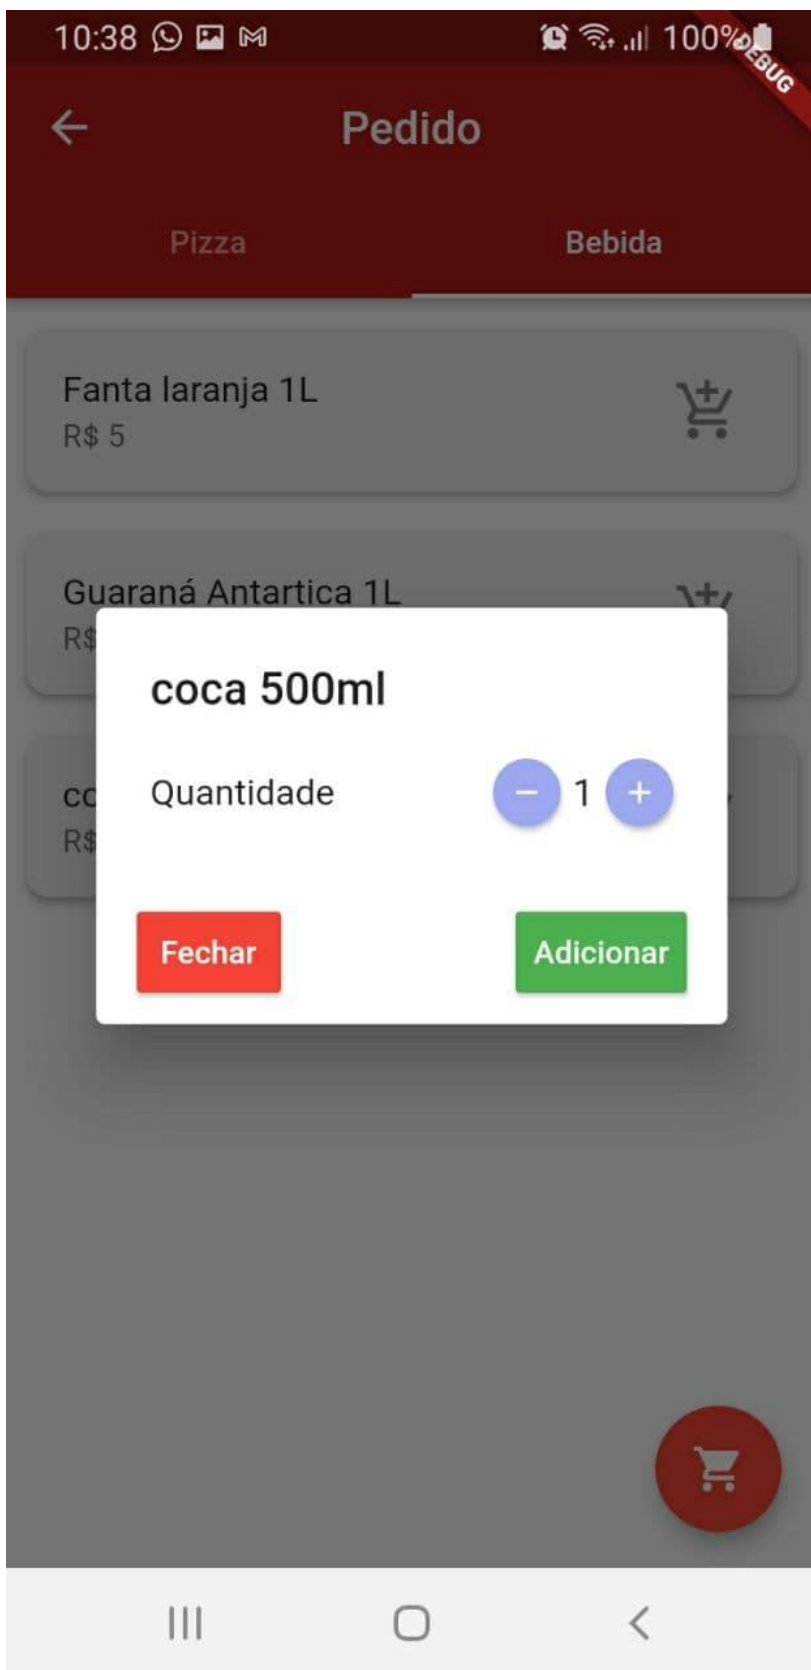 10:38 100%
DEBUG
Pedido
Pizza Bebida
Fanta laranja 1L
R$ 5
Guaraná Antartica 1L
R$
coca 500ml
co
Quantidade 1
R$
Fechar Adicionar